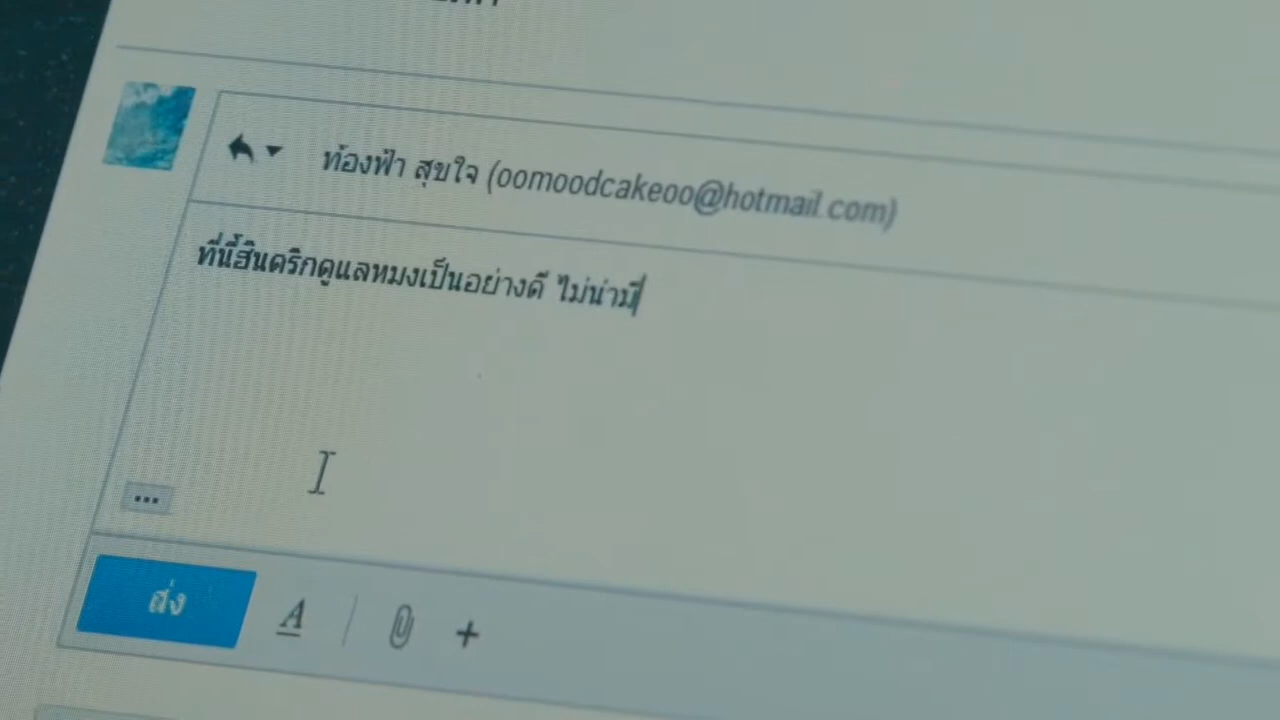 ท้องฟ้า สุขใจ (oomoodcakeoo@hotmail.com)
ที่นี้ฮินดริกดูแลหมงเป็นอย่างดี ไม่น่ามี
ส่ง
A